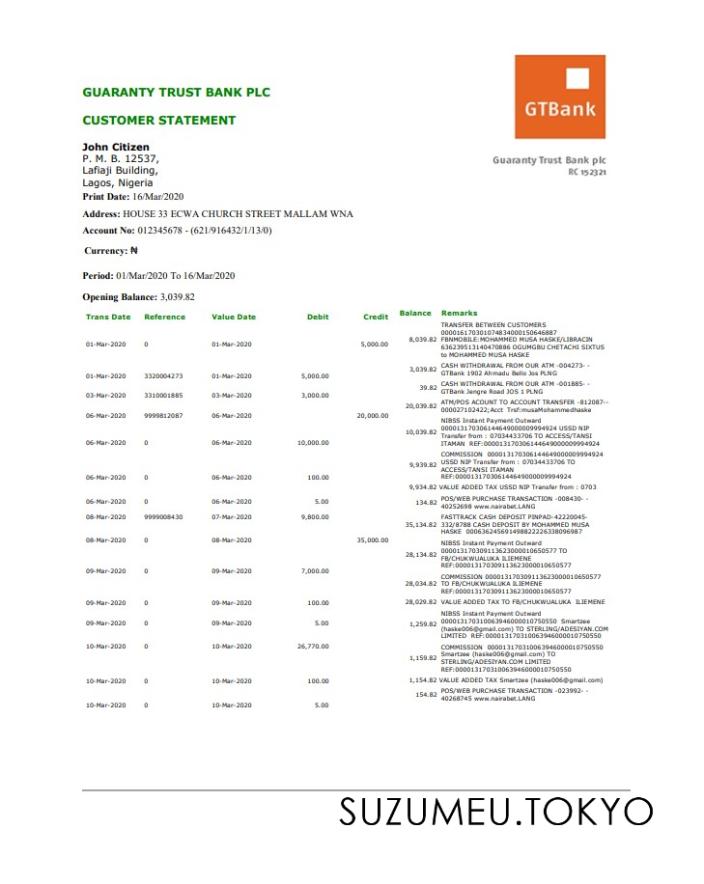 GTBank
GUARANTY TRUST BANK PLC
CUSTOMER STATEMENT
John Citizen
P. M. B. 12537,
Lafiaji Building,
Lagos, Nigeria
Guaranty Trust Bank plc
RC 152321
Print Date: 16/Mar/2020
Address: HOUSE 33 ECWA CHURCH STREET MALLAM WNA
Account No: 012345678 - (621/916432/1/13/0)
Currency: ₦
Period: 01/Mar/2020 To 16/Mar/2020
Opening Balance: 3,039.82
Trans Date Reference Value Date Debit Credit Balance Remarks
01-Mar-2020 0 01-Mar-2020 5,000.00
01-Mar-2020 3320004273 01-Mar-2020 5,000.00
03-Mar-2020 3310001885 03-Mar-2020 3,000.00
06-Mar-2020 9999812087 06-Mar-2020 20,000.00
06-Mar-2020 0 06-Mar-2020 10,000.00
06-Mar-2020 0 06-Mar-2020 100.00
06-Mar-2020 0 06-Mar-2020 5.00
08-Mar-2020 9999008430 07-Mar-2020 9,800.00
08-Mar-2020 0 08-Mar-2020 35,000.00
09-Mar-2020 0 09-Mar-2020 7,000.00
09-Mar-2020 0 09-Mar-2020 100.00
09-Mar-2020 0 09-Mar-2020 5.00
10-Mar-2020 0 10-Mar-2020 26,770.00
10-Mar-2020 0 10-Mar-2020 100.00
10-Mar-2020 0 10-Mar-2020 5.00
TRANSFER BETWEEN CUSTOMERS
8,039.82 FBNMOBILE:MOHAMMED MUSA HASKE/LIBRACIN
636239513140470886 OGUMGBU CHETACHI SIXTUS
to MOHAMMED MUSA HASKE
3,039.82 CASH WITHDRAWAL FROM OUR ATM -004273- -
GTBank 1902 Ahmadu Bello Jos PLNG
39.82 CASH WITHDRAWAL FROM OUR ATM -001885- -
GTBank Jengre Road JOS 1 PLNG
20,039.82 ATM/POS ACOUNT TO ACCOUNT TRANSFER -812087--
000027102422;Acct Trsf:musaMohammedhaske
NIBSS Instant Payment Outward
10,039.82 USSD NIP
Transfer from : 07034433706 TO ACCESS/TANSI
ITAMAN
COMMISSION
9,939.82 USSD NIP Transfer from : 07034433706 TO
ACCESS/TANSI ITAMAN
9,934.82 VALUE ADDED TAX USSD NIP Transfer from : 0703
134.82 POS/WEB PURCHASE TRANSACTION -008430- -
40252698 www.nairabet.LANG
FASTTRACK CASH DEPOSIT PINPAD-42220045-
35,134.82 332/8788 CASH DEPOSIT BY MOHAMMED MUSA
HASKE
NIBSS Instant Payment Outward
28,134.82 TO
FB/CHUKWUALUKA ILIEMENE
COMMISSION
28,034.82 TO FB/CHUKWUALUKA ILIEMENE
28,029.82 VALUE ADDED TAX TO FB/CHUKWUALUKA ILIEMENE
NIBSS Instant Payment Outward
1,259.82 Smartzee
(haske006@gmail.com) TO STERLING/ADESIYAN.COM
LIMITED
COMMISSION
1,159.82 Smartzee (haske006@gmail.com) TO
STERLING/ADESIYAN.COM LIMITED
1,154.82 VALUE ADDED TAX Smartzee (haske006@gmail.com)
154.82 POS/WEB PURCHASE TRANSACTION -023992- -
40268745 www.nairabet.LANG
SUZUMEU.TOKYO